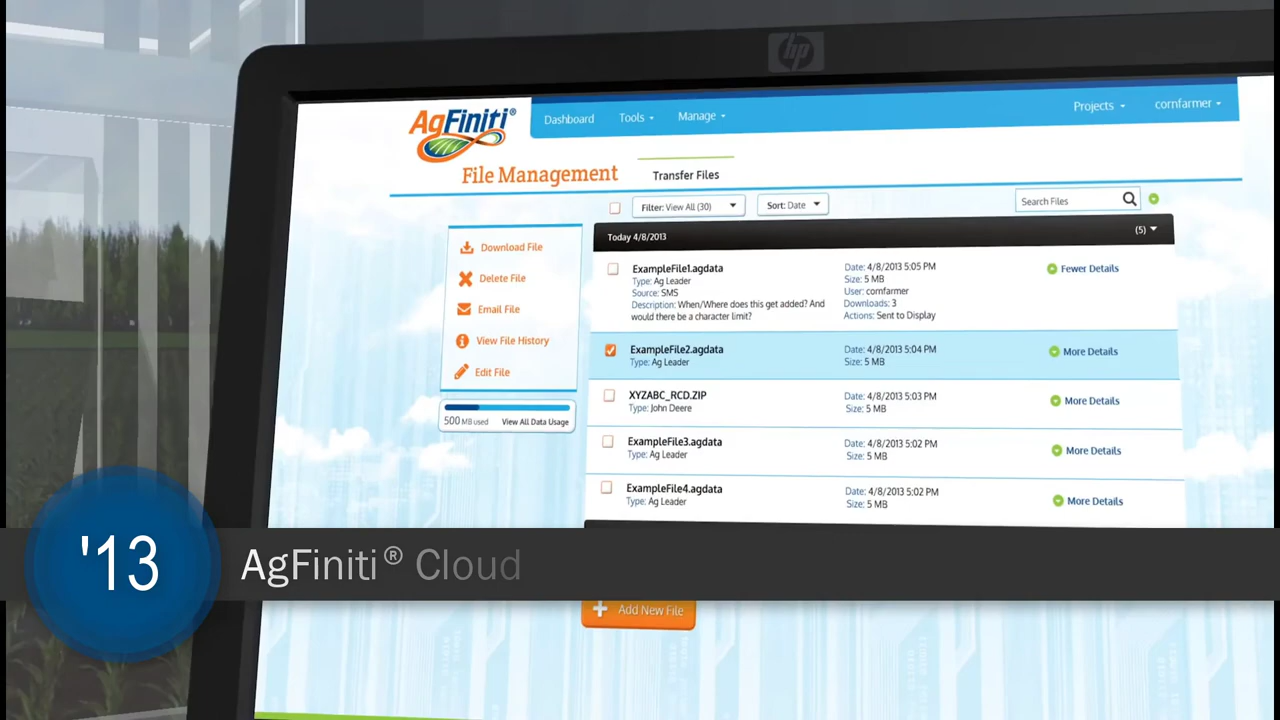 hp
AgFiniti®
Dashboard
Tools
Manage
Projects
cornfarmer
File Management
Transfer Files
Filter: View All (30)
Sort: Date
Search Files
Today 4/8/2013
(5)
Download File
Delete File
Email File
View File History
Edit File
500 MB used
View All Data Usage
ExampleFile1.agdata
Type: Ag Leader
Source: SMS
Description: When/Where does this get added? And
would there be a character limit?
Date: 4/8/2013 5:05 PM
Size: 5 MB
User: cornfarmer
Downloads: 3
Actions: Sent to Display
Fewer Details
ExampleFile2.agdata
Type: Ag Leader
Date: 4/8/2013 5:04 PM
Size: 5 MB
More Details
XYZABC_RCD.ZIP
Type: John Deere
Date: 4/8/2013 5:03 PM
Size: 5 MB
More Details
ExampleFile3.agdata
Type: Ag Leader
Date: 4/8/2013 5:02 PM
Size: 5 MB
More Details
ExampleFile4.agdata
Type: Ag Leader
Date: 4/8/2013 5:02 PM
Size: 5 MB
More Details
'13
AgFiniti® Cloud
Add New File